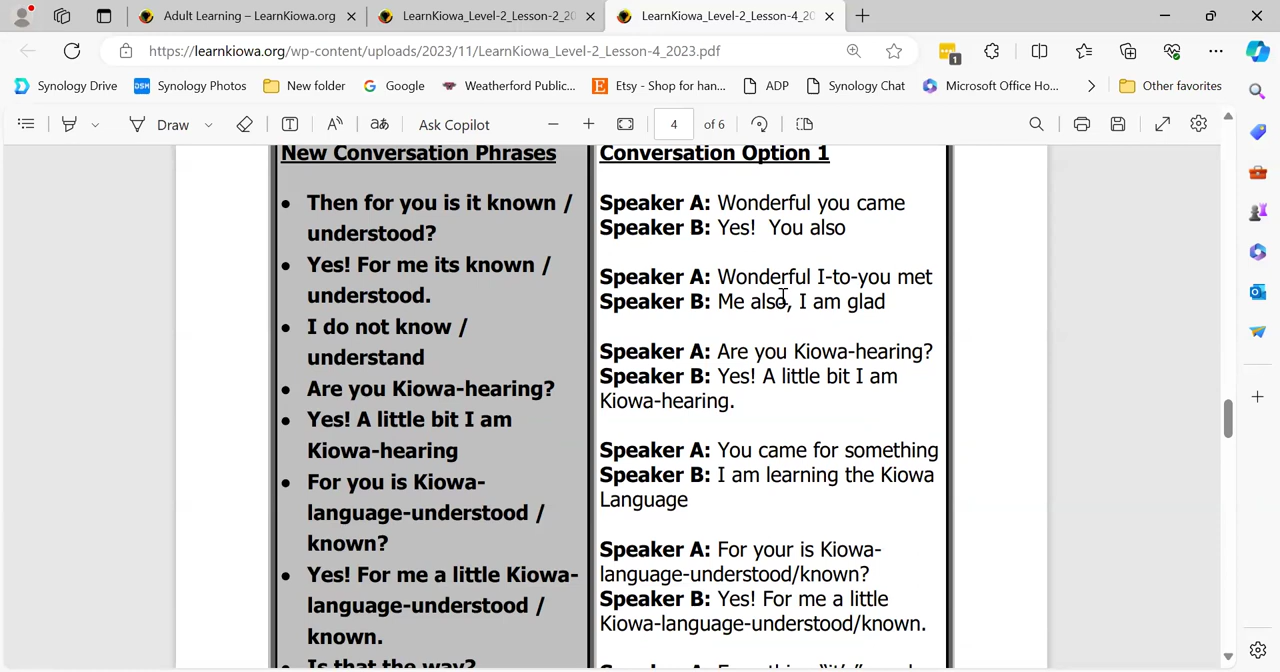 Adult Learning – LearnKiowa.org
LearnKiowa_Level-2_Lesson-2_20
LearnKiowa_Level-2_Lesson-4_20
https://learnkiowa.org/wp-content/uploads/2023/11/LearnKiowa_Level-2_Lesson-4_2023.pdf
1
Synology Drive
DSM
Synology Photos
New folder
Google
Weatherford Public...
Etsy - Shop for han...
ADP
Synology Chat
Microsoft Office Ho...
Other favorites
Draw
Ask Copilot
4 of 6
New Conversation Phrases
• Then for you is it known /
understood?
• Yes! For me its known /
understood.
• I do not know /
understand
• Are you Kiowa-hearing?
• Yes! A little bit I am
Kiowa-hearing
• For you is Kiowa-
language-understood /
known?
• Yes! For me a little Kiowa-
language-understood /
known.
• Is that the way?
Conversation Option 1
Speaker A: Wonderful you came
Speaker B: Yes!  You also
Speaker A: Wonderful I-to-you met
Speaker B: Me also, I am glad
Speaker A: Are you Kiowa-hearing?
Speaker B: Yes! A little bit I am
Kiowa-hearing.
Speaker A: You came for something
Speaker B: I am learning the Kiowa
Language
Speaker A: For your is Kiowa-
language-understood/known?
Speaker B: Yes! For me a little
Kiowa-language-understood/known.